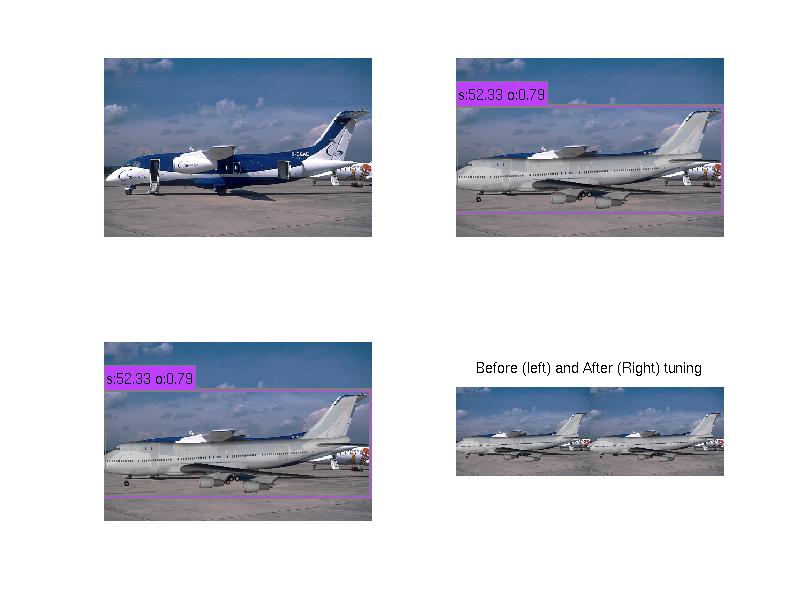 s:52.33 o:0.79
s:52.33 o:0.79
Before (left) and After (Right) tuning